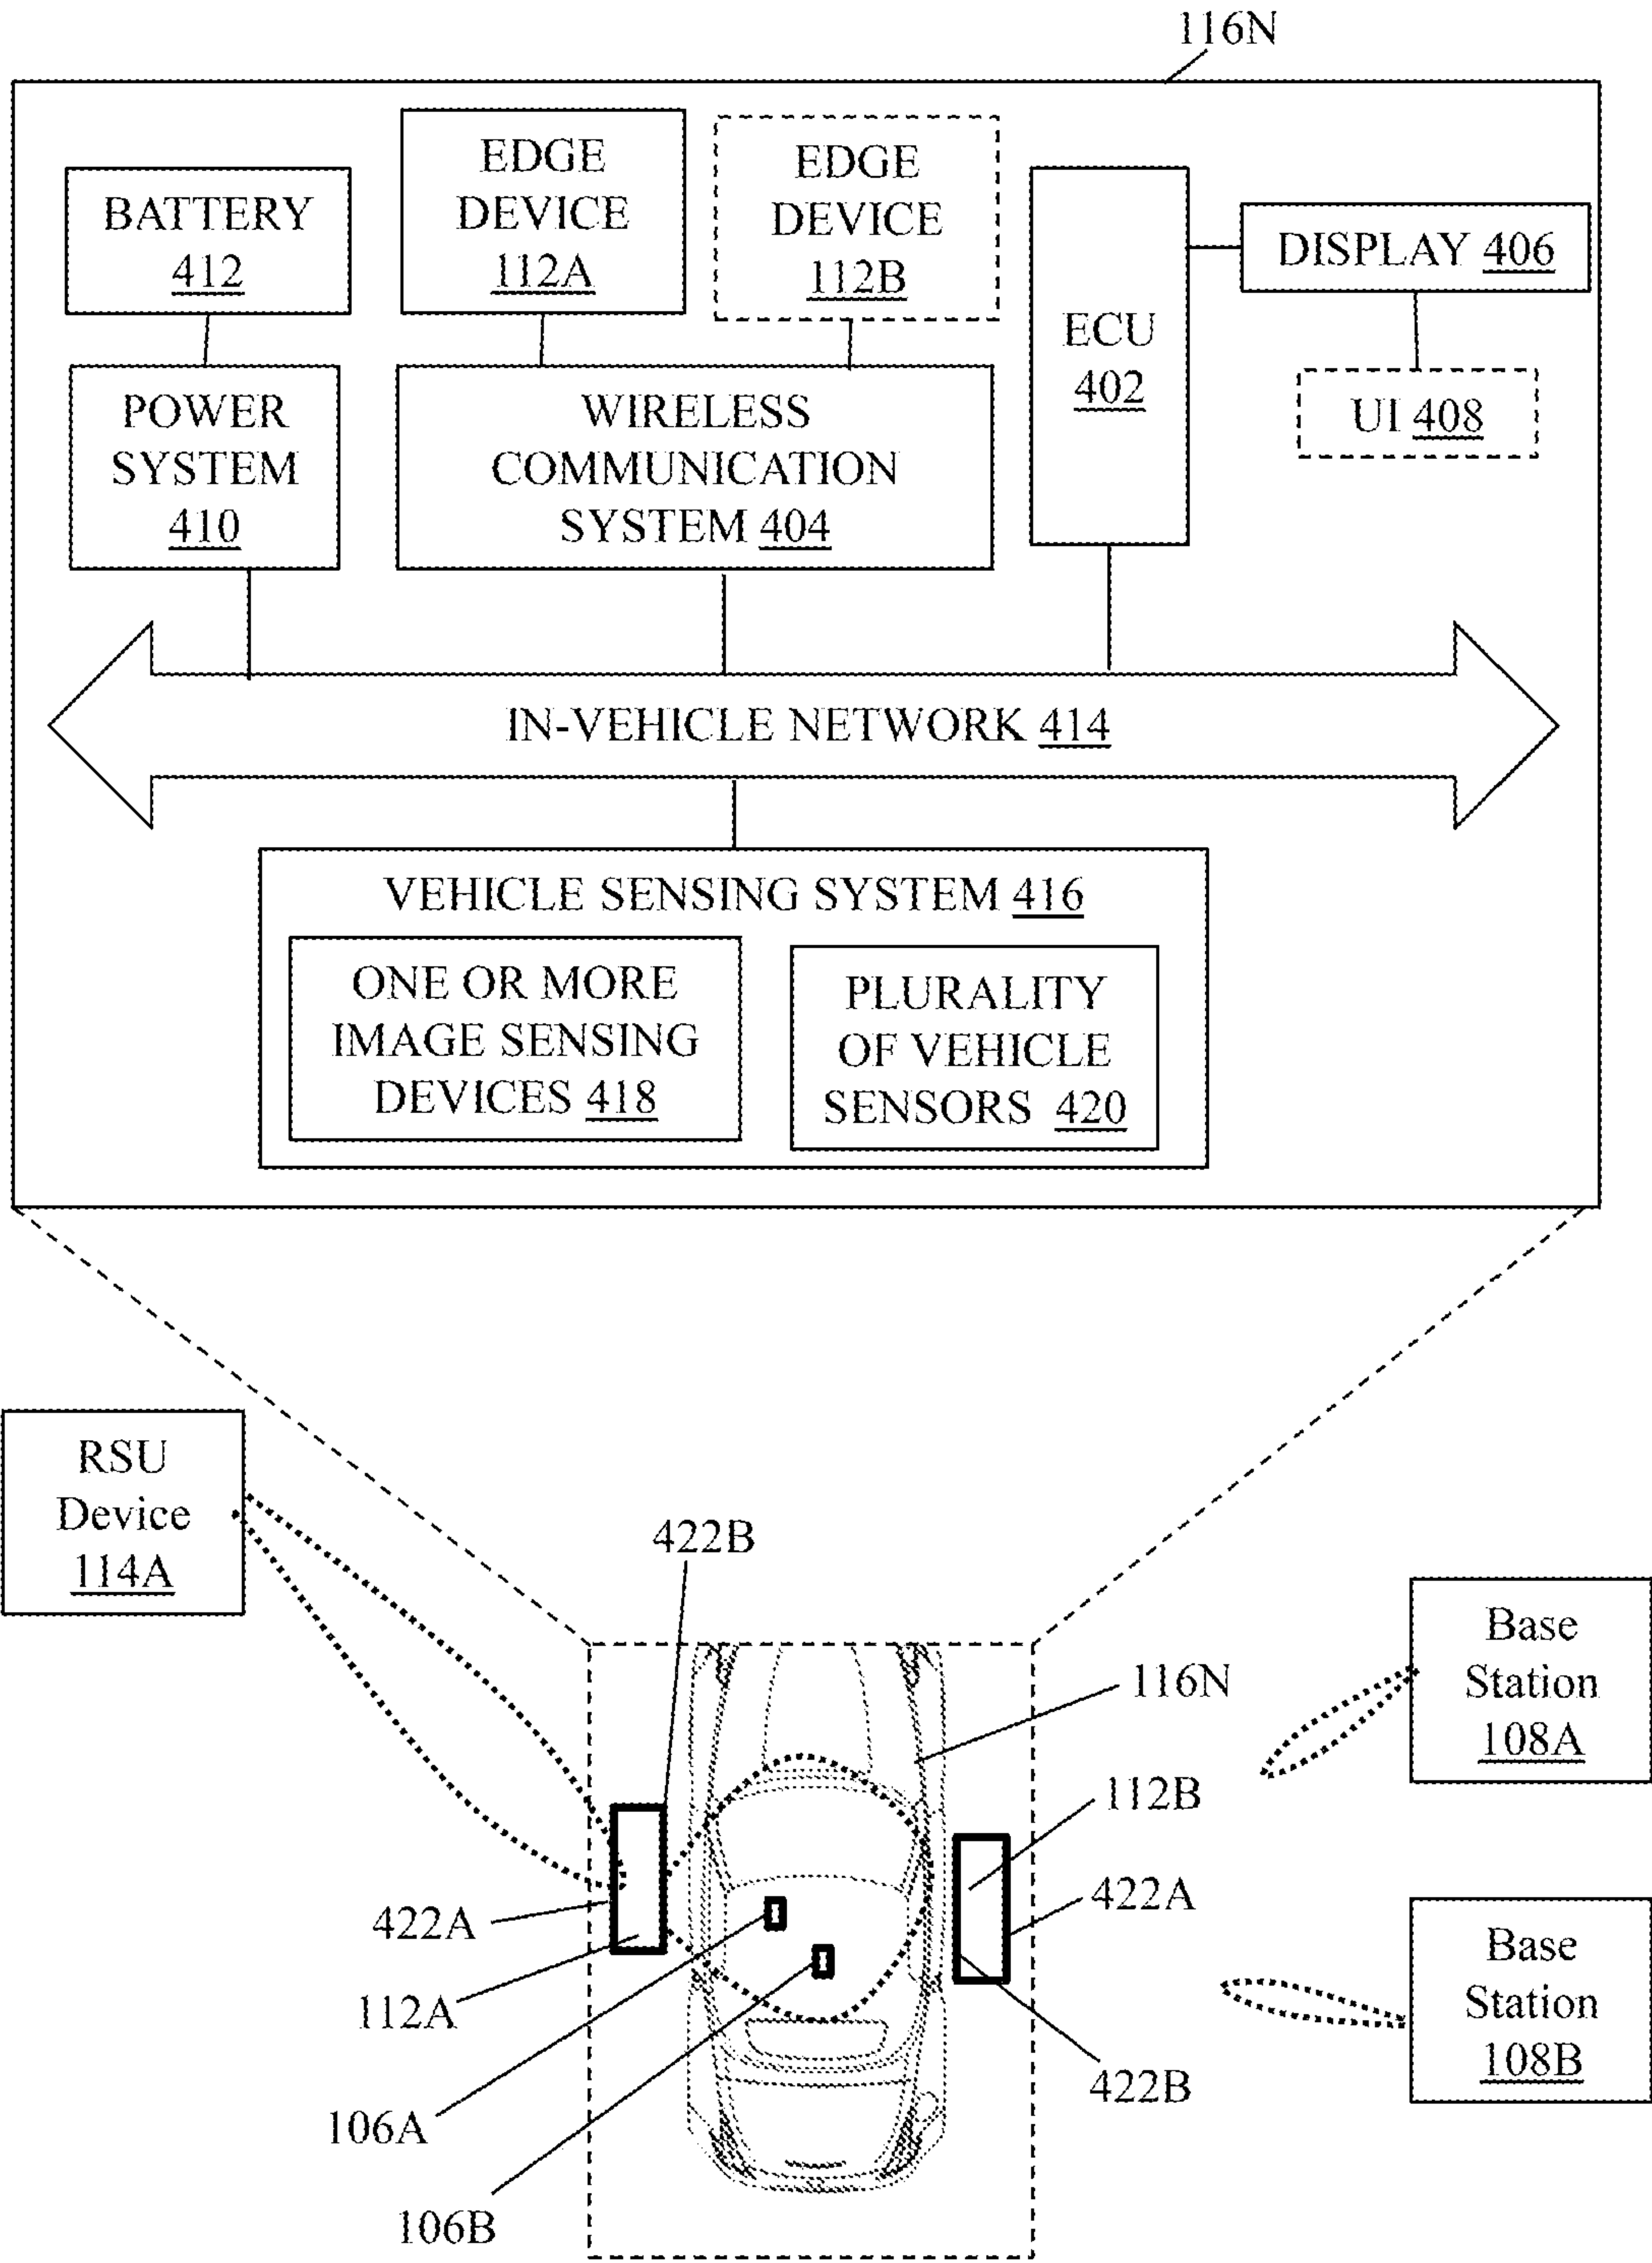 116N
BATTERY
412
EDGE
DEVICE
112A
EDGE
DEVICE
112B
ECU
402
DISPLAY 406
UI 408
POWER
SYSTEM
410
WIRELESS
COMMUNICATION
SYSTEM 404
IN-VEHICLE NETWORK 414
VEHICLE SENSING SYSTEM 416
ONE OR MORE
IMAGE SENSING
DEVICES 418
PLURALITY
OF VEHICLE
SENSORS 420
RSU
Device
114A
422B
116N
Base
Station
108A
112B
422A
422A
112A
Base
Station
108B
422B
106A
106B